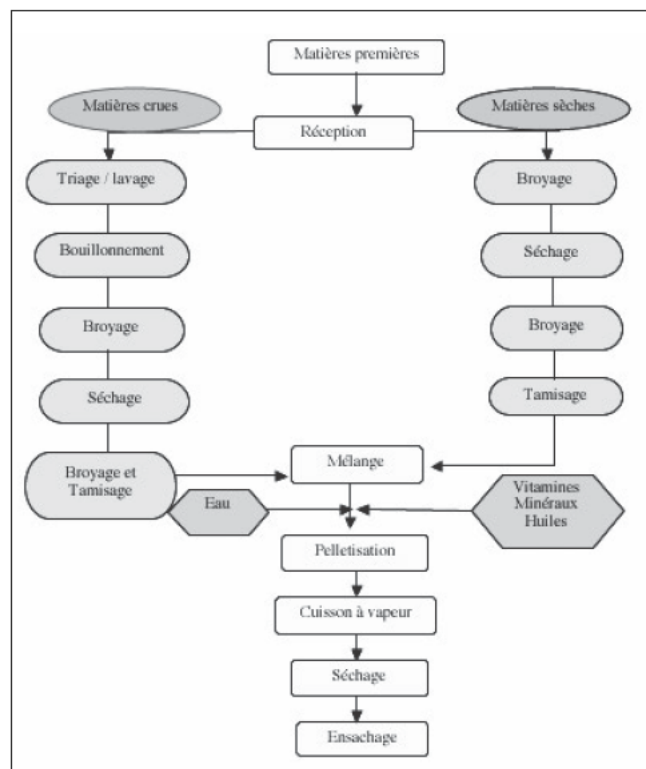 Matières premières
Matières crues
Matières sèches
Réception
Triage / lavage
Broyage
Bouillonnement
Séchage
Broyage
Broyage
Séchage
Tamisage
Broyage et
Tamisage
Mélange
Eau
Vitamines
Minéraux
Huiles
Pelletisation
Cuisson à vapeur
Séchage
Ensachage